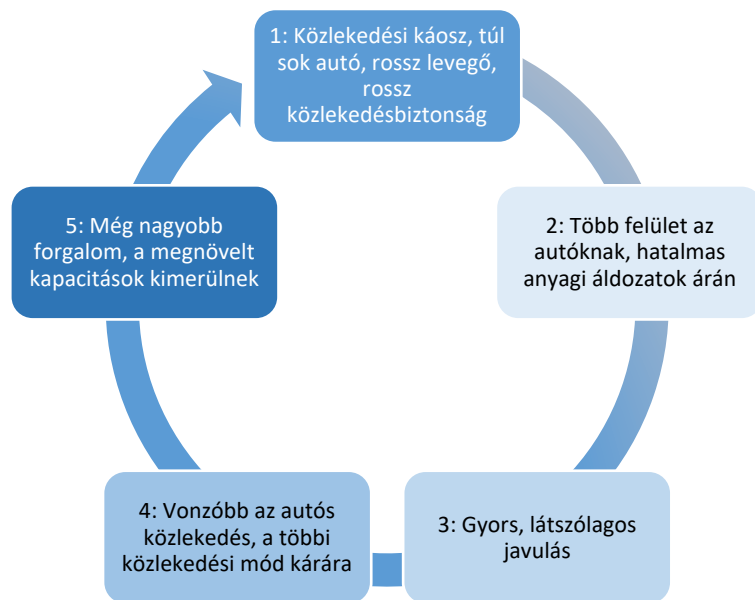 1: Közlekedési káosz, túl
sok autó, rossz levegő,
rossz
közlekedésbiztonság
2: Több felület az
autóknak, hatalmas
anyagi áldozatok árán
3: Gyors, látszólagos
javulás
4: Vonzóbb az autós
közlekedés, a többi
közlekedési mód kárára
5: Még nagyobb
forgalom, a megnövelt
kapacitások kimerülnek